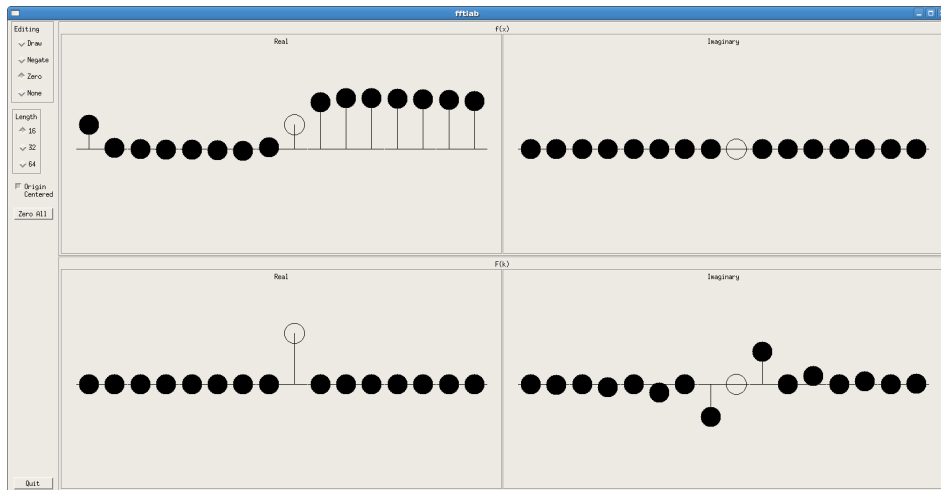 fftlab
Editing
Draw
Negate
Zero
None
Length
16
32
64
Origin
Centered
Zero All
Quit
f(x)
Real
Imaginary
F(k)
Real
Imaginary